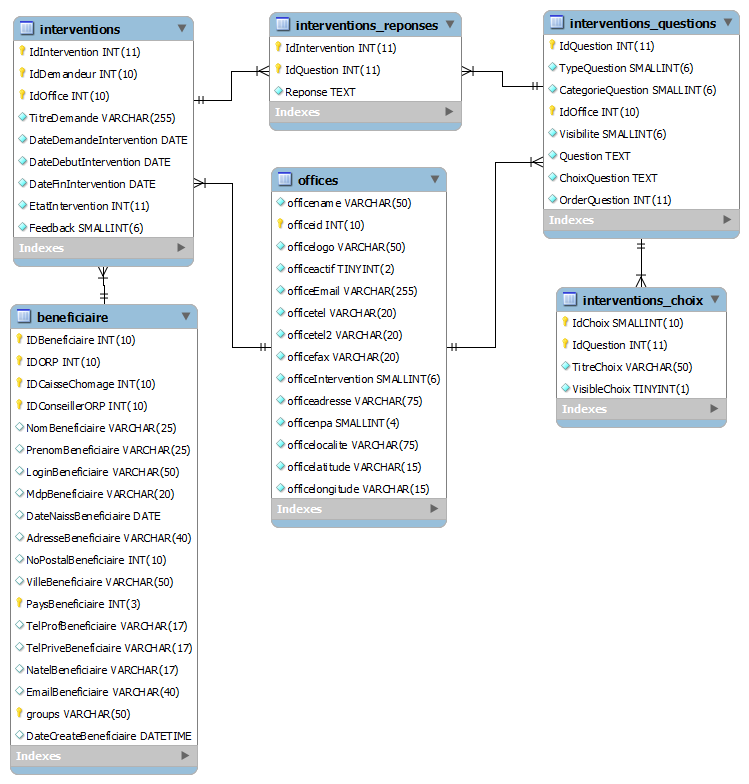 interventions
IdIntervention INT(11)
IdDemandeur INT(10)
IdOffice INT(10)
TitreDemande VARCHAR(255)
DateDemandeIntervention DATE
DateDebutIntervention DATE
DateFinIntervention DATE
EtatIntervention INT(11)
Feedback SMALLINT(6)
Indexes
interventions_reponses
IdIntervention INT(11)
IdQuestion INT(11)
Reponse TEXT
Indexes
interventions_questions
IdQuestion INT(11)
TypeQuestion SMALLINT(6)
CategorieQuestion SMALLINT(6)
IdOffice INT(10)
Visibilite SMALLINT(6)
Question TEXT
ChoixQuestion TEXT
OrderQuestion INT(11)
Indexes
offices
officename VARCHAR(50)
officeid INT(10)
officelogo VARCHAR(50)
officeactif TINYINT(2)
officeEmail VARCHAR(255)
officetel VARCHAR(20)
officetel2 VARCHAR(20)
officefax VARCHAR(20)
officeIntervention SMALLINT(6)
officeadresse VARCHAR(75)
officenpa SMALLINT(4)
officelocalite VARCHAR(75)
officelatitude VARCHAR(15)
officelongitude VARCHAR(15)
Indexes
interventions_choix
IdChoix SMALLINT(10)
IdQuestion INT(11)
TitreChoix VARCHAR(50)
VisibleChoix TINYINT(1)
Indexes
beneficiaire
IDBeneficiaire INT(10)
IDORP INT(10)
IDCaisseChomage INT(10)
IDConseillerORP INT(10)
NomBeneficiaire VARCHAR(25)
PrenomBeneficiaire VARCHAR(25)
LoginBeneficiaire VARCHAR(50)
MdpBeneficiaire VARCHAR(20)
DateNaissBeneficiaire DATE
AdresseBeneficiaire VARCHAR(40)
NoPostalBeneficiaire INT(10)
VilleBeneficiaire VARCHAR(50)
PaysBeneficiaire INT(3)
TelProfBeneficiaire VARCHAR(17)
TelPriveBeneficiaire VARCHAR(17)
NatelBeneficiaire VARCHAR(17)
EmailBeneficiaire VARCHAR(40)
groups VARCHAR(50)
DateCreateBeneficiaire DATETIME
Indexes